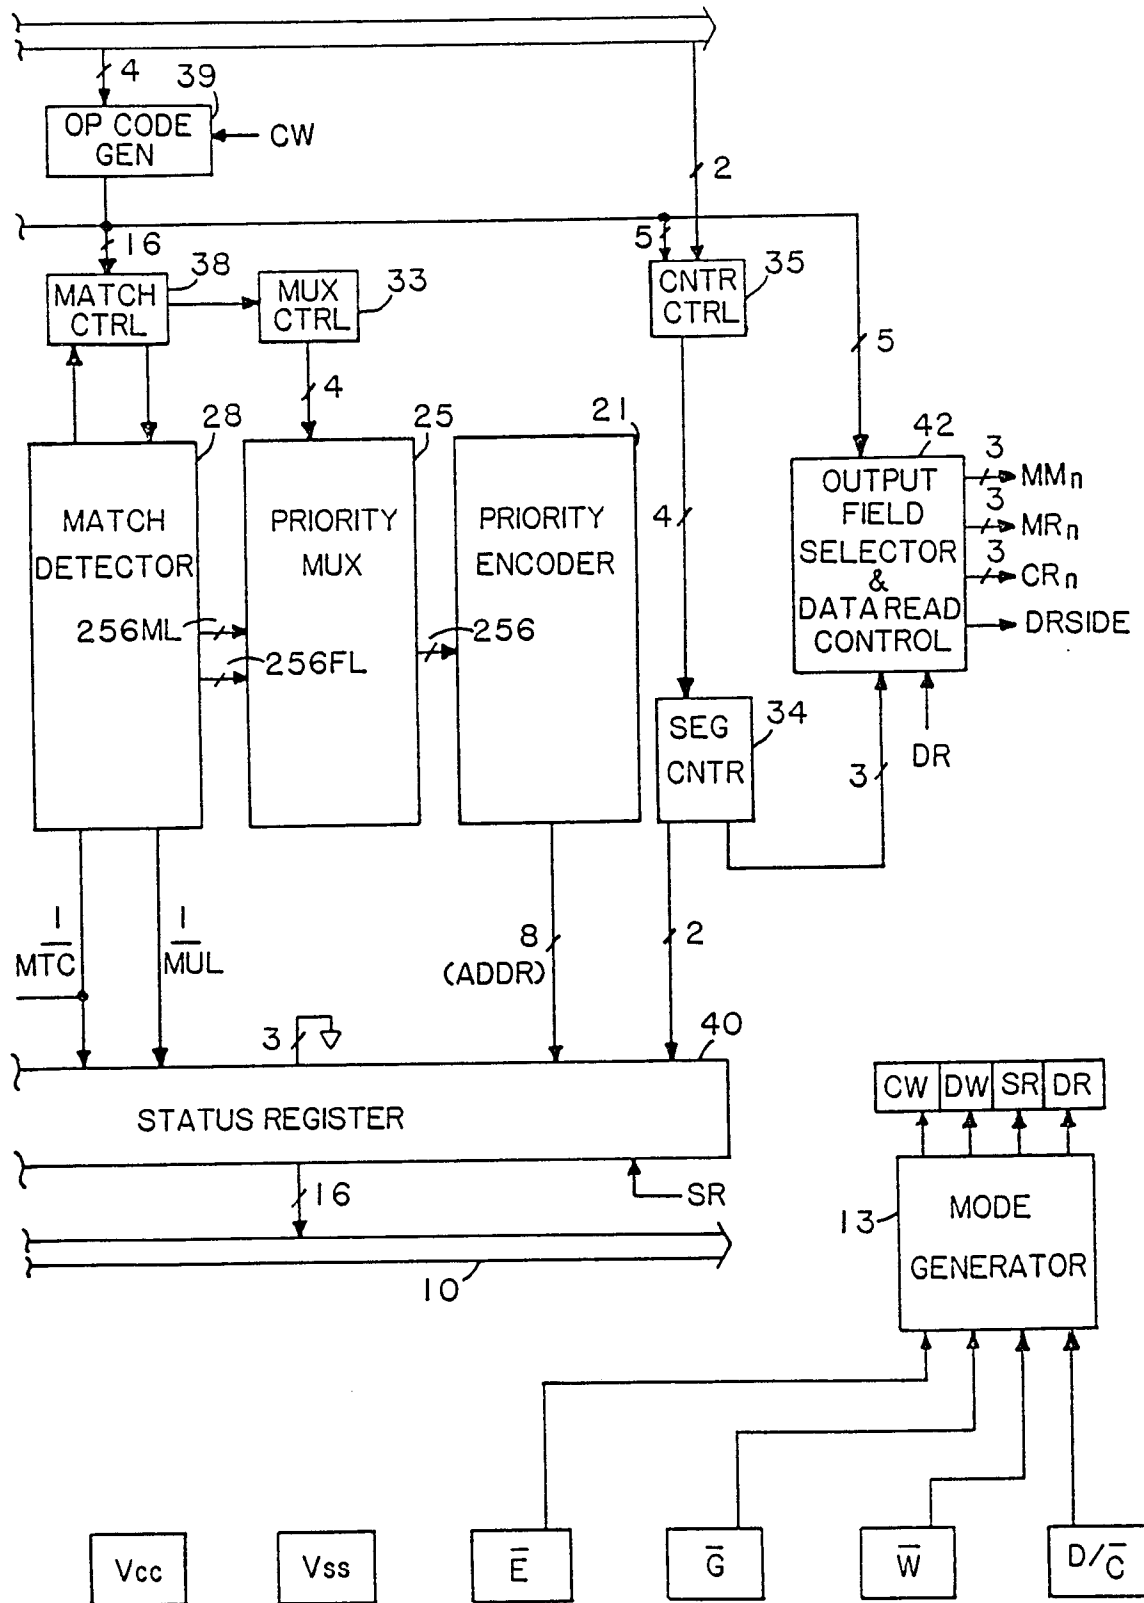 4
39
OP CODE
GEN
CW
2
16
5
38
MATCH
CTRL
MUX
CTRL
33
CNTR
CTRL
35
5
4
28
25
21
42
MATCH
DETECTOR
PRIORITY
MUX
PRIORITY
ENCODER
4
OUTPUT
FIELD
SELECTOR
&
DATA READ
CONTROL
3
MMn
3
MRn
3
CRn
DRSIDE
256ML
256FL
256
SEG
CNTR
34
3
DR
1
M̅T̅C̅
1
M̅U̅L̅
8
(ADDR)
2
3
40
STATUS REGISTER
CW DW SR DR
16
SR
10
13
MODE
GENERATOR
Vcc
Vss
E̅
G̅
W̅
D/C̅